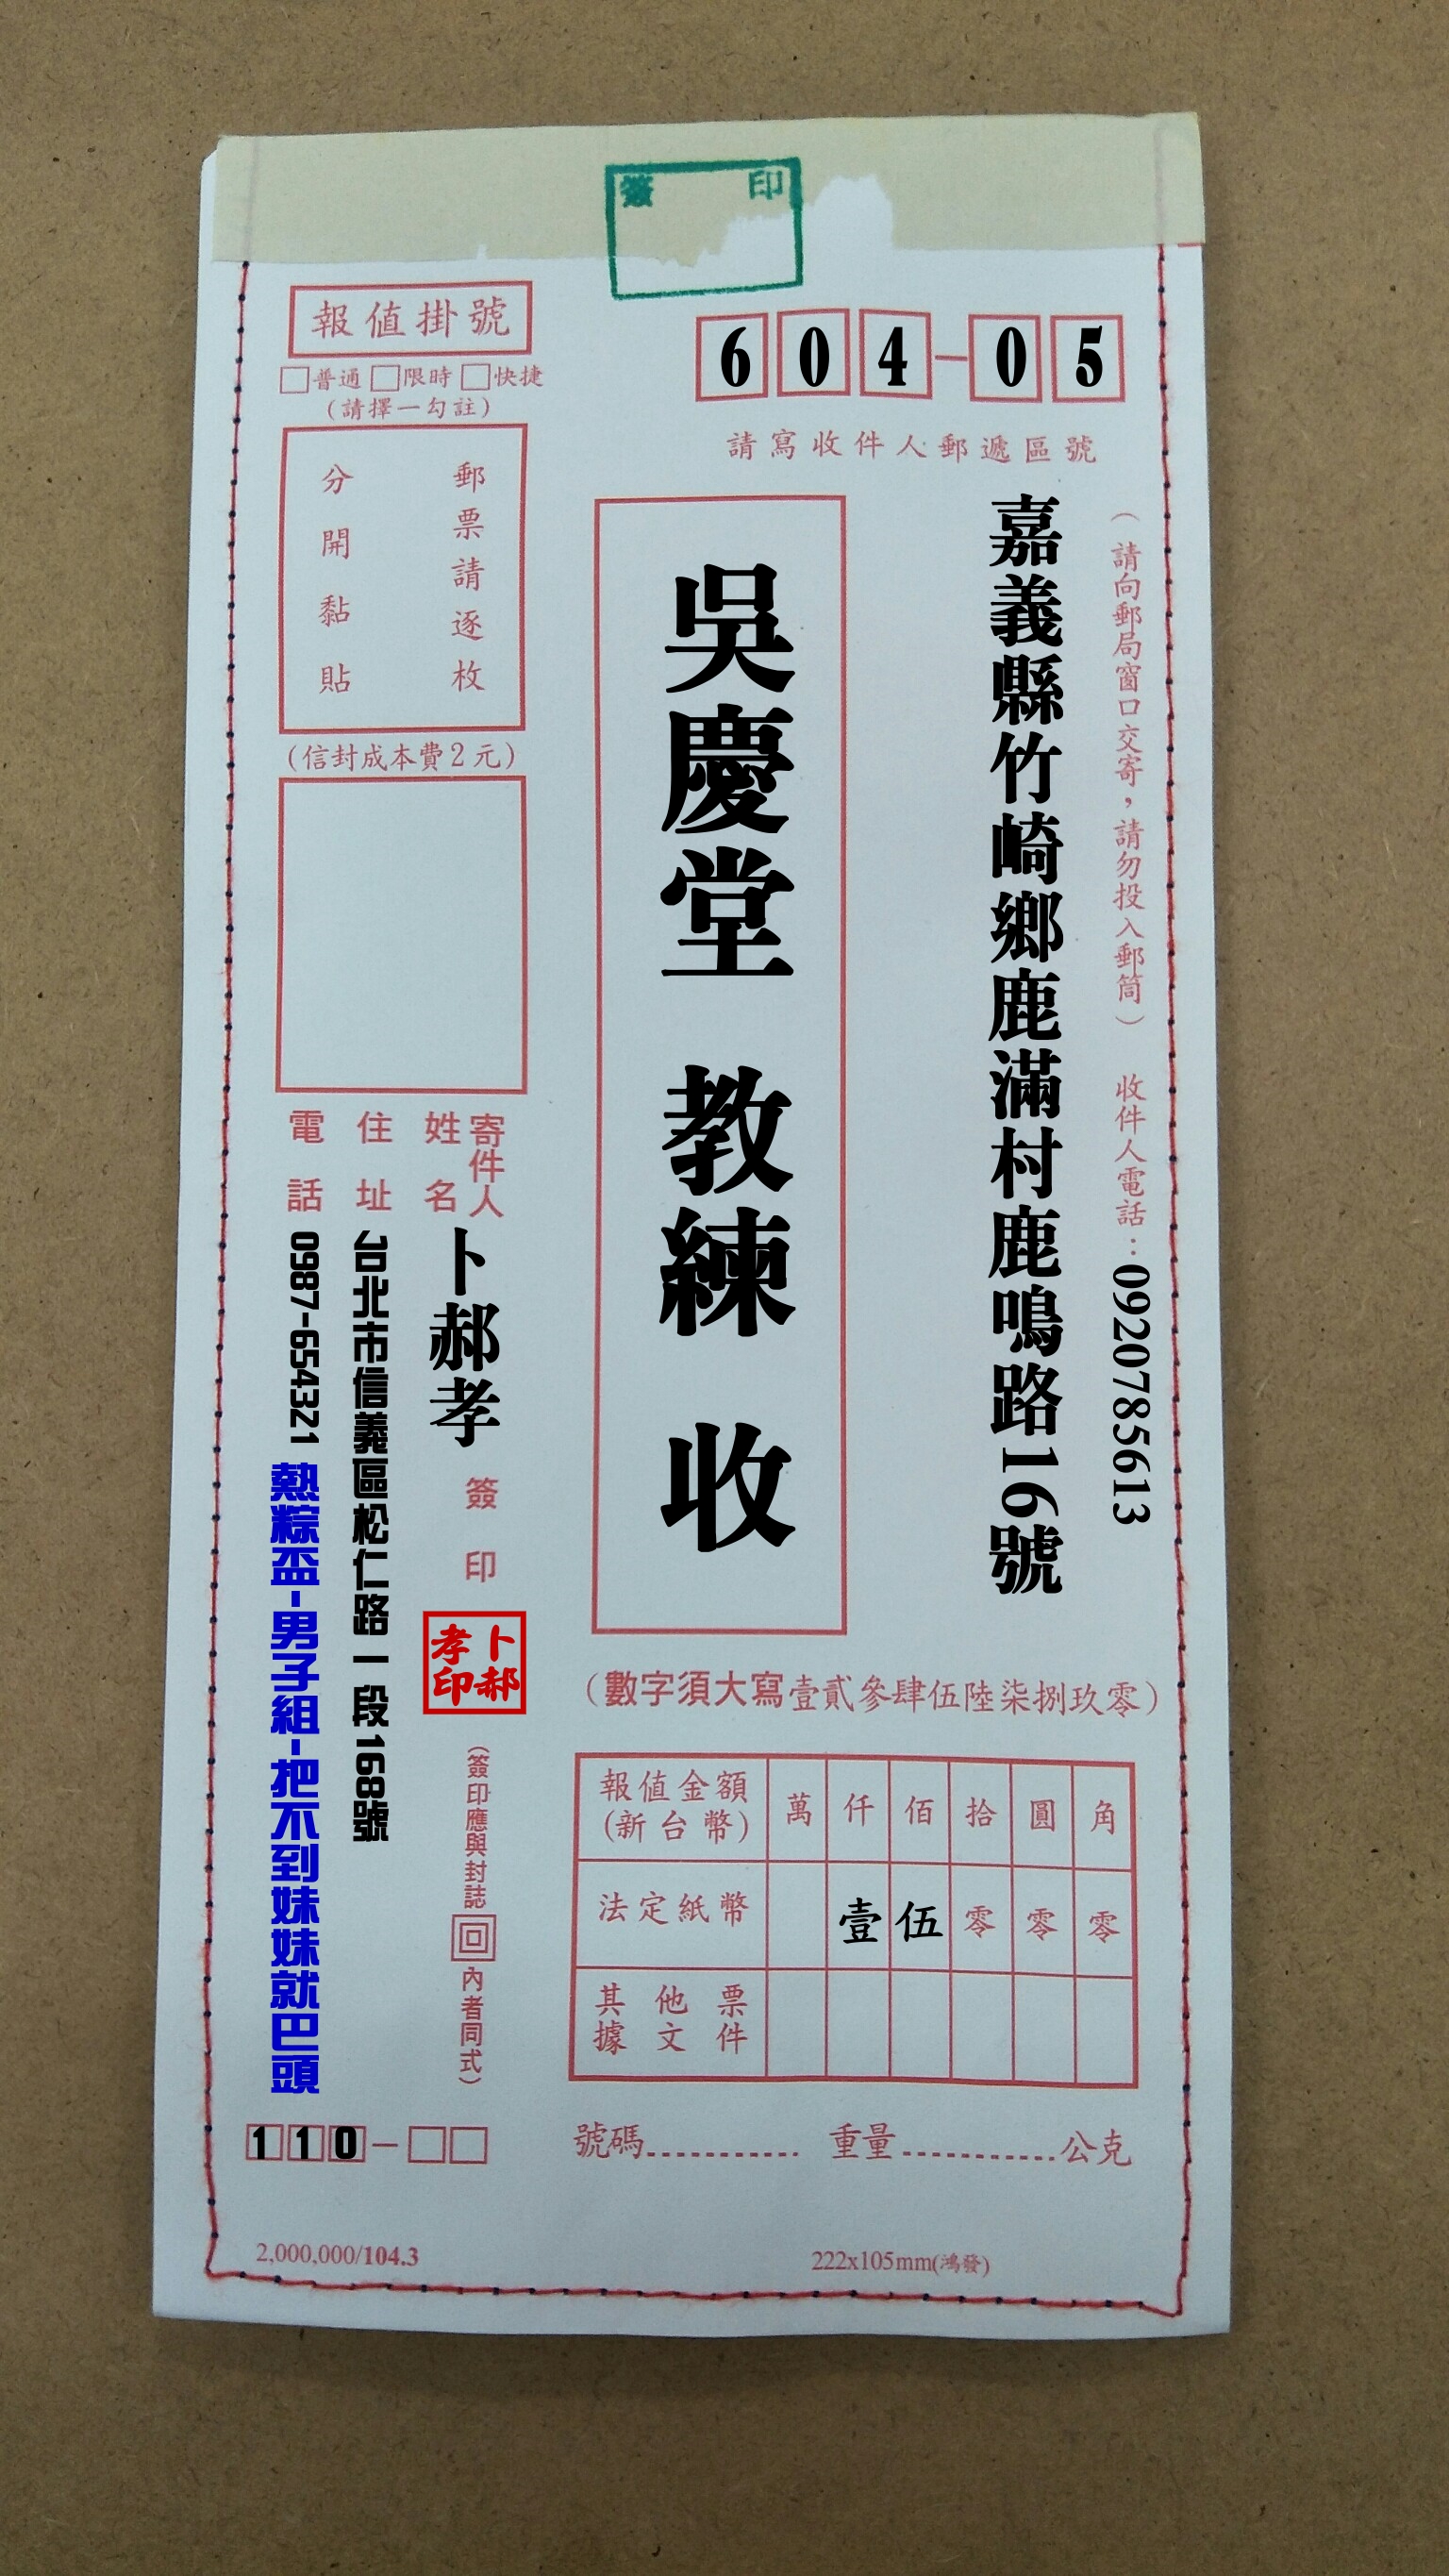 簽 印
報值掛號
□普通 □限時 □快捷
(請擇一勾註)
郵票請逐枚
分開黏貼
(信封成本費2元)
604-05
請寫收件人郵遞區號
(請向郵局窗口交寄,請勿投入郵筒) 收件人電話:0920785613
嘉義縣竹崎鄉鹿滿村鹿鳴路16號
吳慶堂 教練 收
寄件人
姓名 卜郝孝 簽印
卜郝孝印
(簽印應與封誌回內者同式)
住址 台北市信義區松仁路一段168號
電話 0987-654321 熱粽盃-男子組-把不到妹妹就巴頭
110-□□
(數字須大寫壹貳參肆伍陸柒捌玖零)
報值金額(新台幣) 萬 仟 佰 拾 圓 角
法定紙幣 壹 伍 零 零 零
其他票據文件
號碼............ 重量............公克
2,000,000/104.3
222x105mm(鴻發)